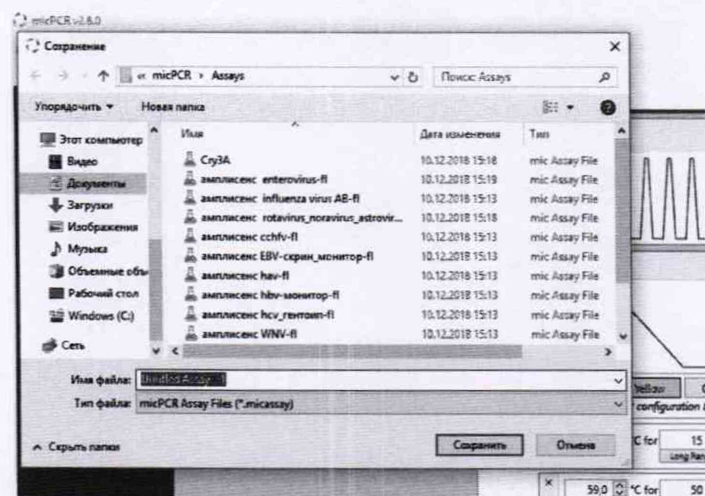 micPCR v2.6.0
Сохранение
« micPCR › Assays
Поиск: Assays
Упорядочить
Новая папка
Имя
Дата изменения
Тип
Этот компьютер
Видео
Документы
Загрузки
Изображения
Музыка
Объемные объ
Рабочий стол
Windows (C:)
Сеть
Cry3A 10.12.2018 15:18 mic Assay File
амплисенс enterovirus-fl 10.12.2018 15:19 mic Assay File
амплисенс influenza virus AB-fl 10.12.2018 15:13 mic Assay File
амплисенс rotavirus_noravirus_astrovir... 10.12.2018 15:18 mic Assay File
амплисенс cchfv-fl 10.12.2018 15:13 mic Assay File
амплисенс EBV-скрин_монитор-fl 10.12.2018 15:13 mic Assay File
амплисенс hav-fl 10.12.2018 15:13 mic Assay File
амплисенс hbv-монитор-fl 10.12.2018 15:13 mic Assay File
амплисенс hcv_гентоип-fl 10.12.2018 15:13 mic Assay File
амплисенс WNV-fl 10.12.2018 15:13 mic Assay File
Имя файла:
Тип файла: micPCR Assay Files (*.micassay)
Скрыть папки
Сохранить
Отмена
Yellow
configuration
°C for 15
Long Ran
59.0 °C for 50